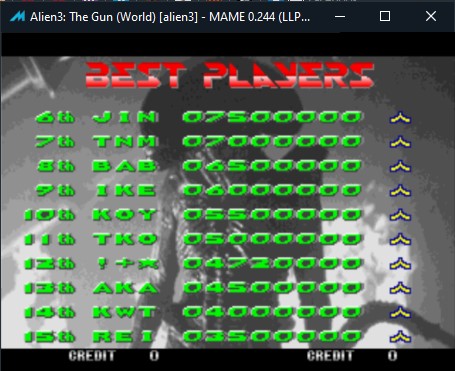 Alien3: The Gun (World) [alien3] - MAME 0.244 (LLP...
BEST PLAYERS
6th JIN 07500000
7th TNM 07000000
8th BAB 06500000
9th IKE 06000000
10th KOY 05500000
11th TKO 05000000
12th 04720000
13th AKA 04500000
14th KWT 04000000
15th REI 03500000
CREDIT 0 CREDIT 0